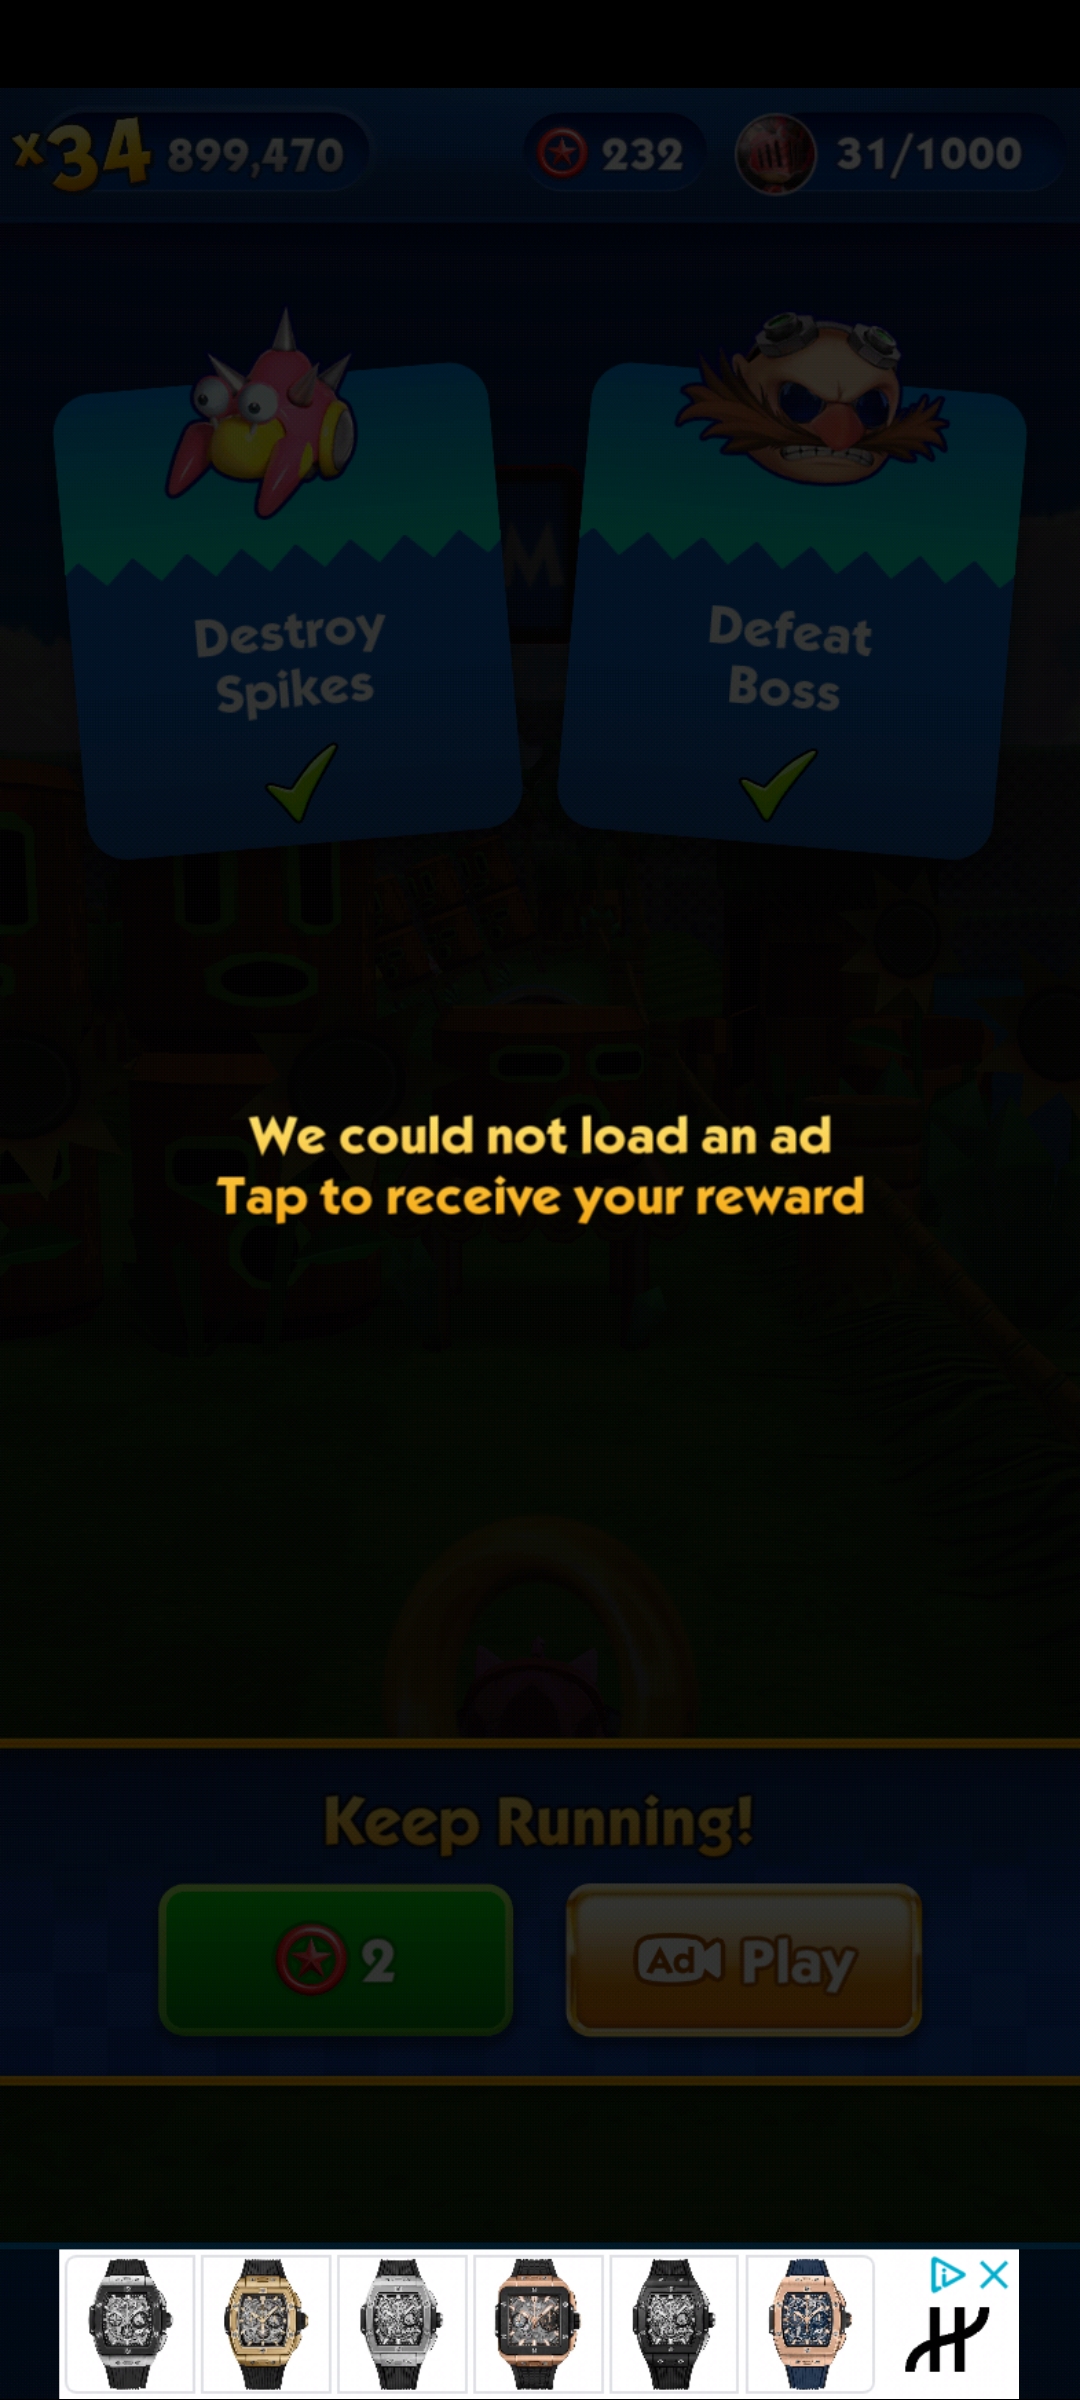 x34 899,470 232 31/1000
Destroy
Spikes
Defeat
Boss
We could not load an ad
Tap to receive your reward
Keep Running!
2
Ad Play